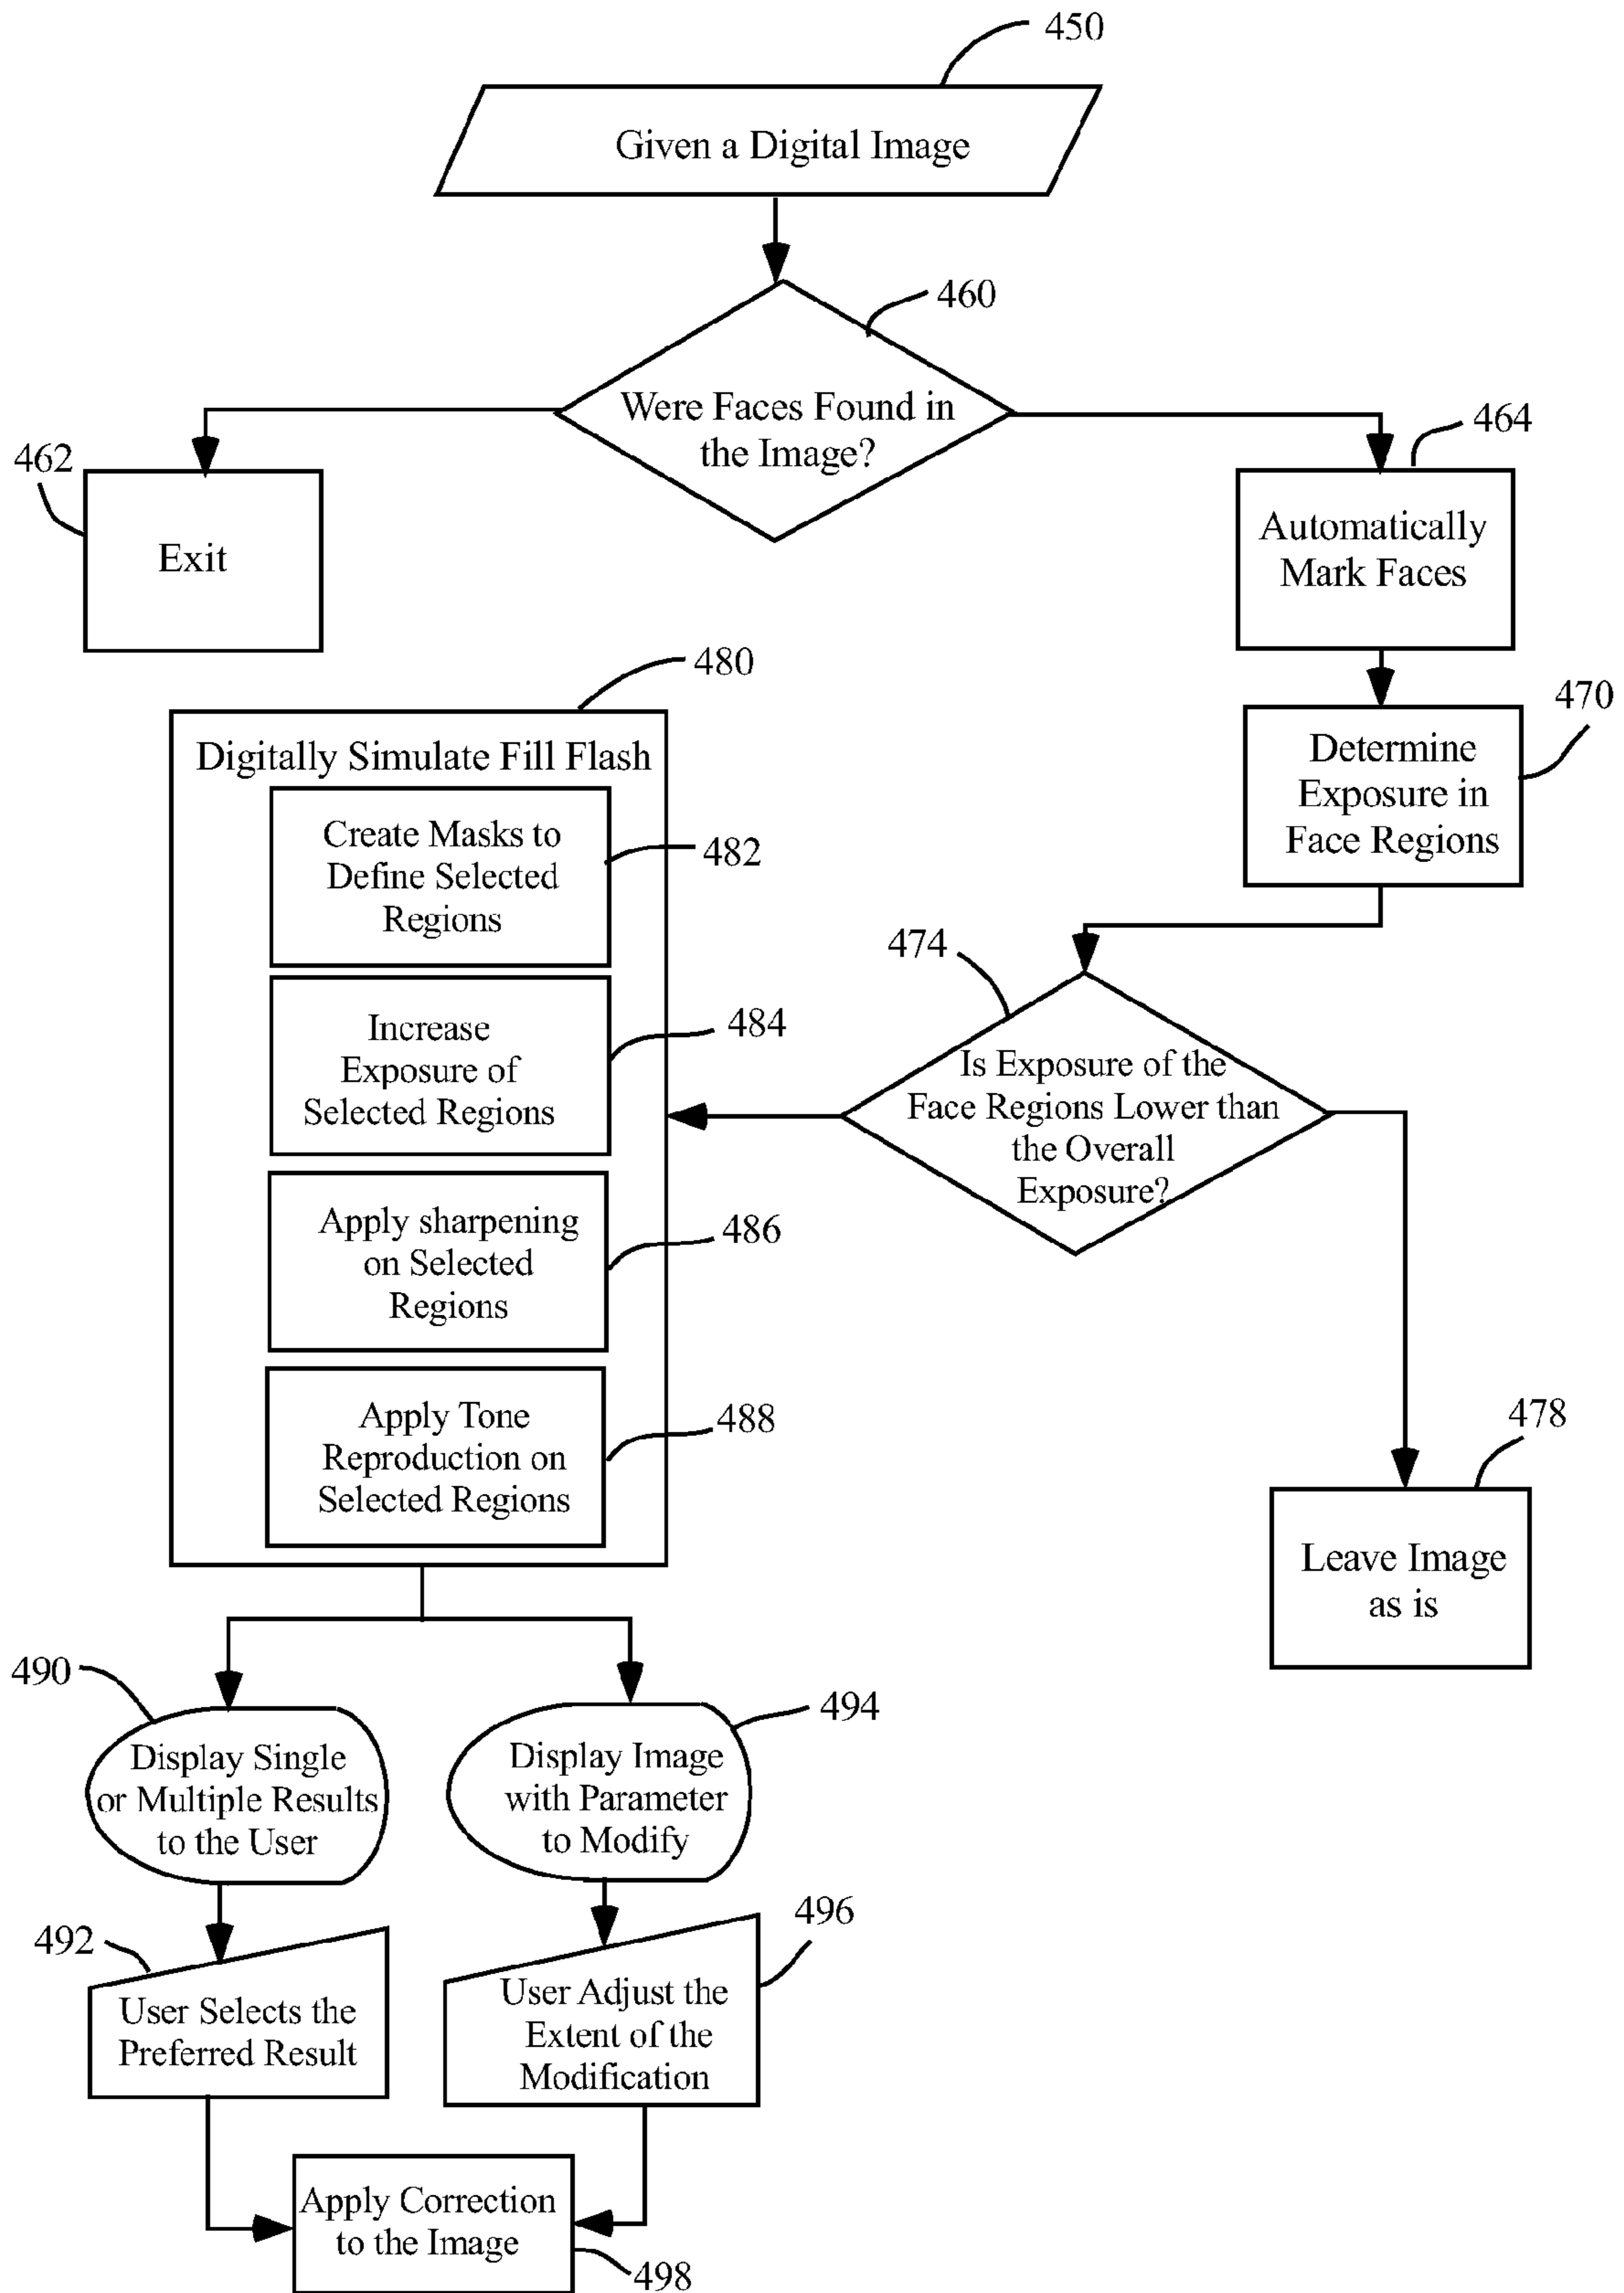 450
Given a Digital Image
460
Were Faces Found in
the Image?
462
Exit
464
Automatically
Mark Faces
470
Determine
Exposure in
Face Regions
474
Is Exposure of the
Face Regions Lower than
the Overall
Exposure?
478
Leave Image
as is
480
Digitally Simulate Fill Flash
Create Masks to
Define Selected
Regions
482
Increase
Exposure of
Selected Regions
484
Apply sharpening
on Selected
Regions
486
Apply Tone
Reproduction on
Selected Regions
488
490
Display Single
or Multiple Results
to the User
494
Display Image
with Parameter
to Modify
492
User Selects the
Preferred Result
496
User Adjust the
Extent of the
Modification
Apply Correction
to the Image
498